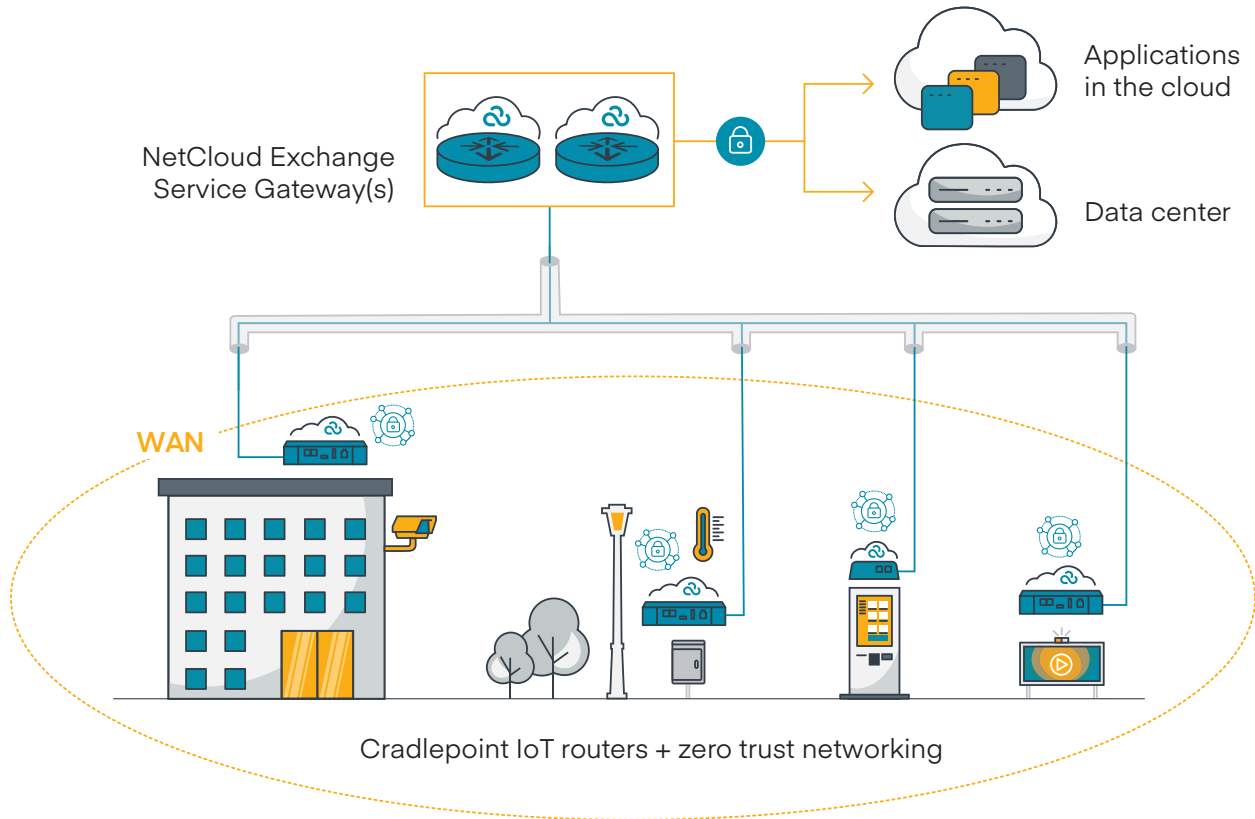 Applications
in the cloud
NetCloud Exchange
Service Gateway(s)
Data center
WAN
Cradlepoint IoT routers + zero trust networking